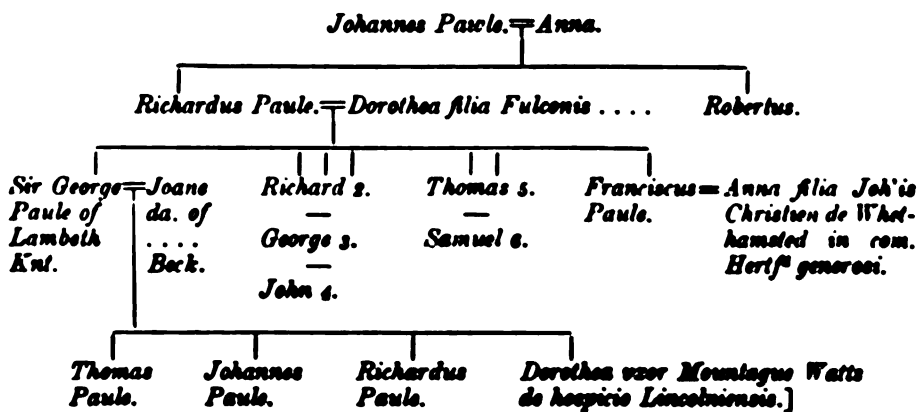 Johannes Pawle. = Anna.
Richardus Paule. = Dorothea filia Fulconis . . . . Robertus.
Sir George = Joane Richard 2. Thomas 5. Franciscus = Anna filia Joh'is
Paule of da. of — — Paule. Christien de Whet-
Lambeth . . . . George 3. Samuel 6. hamsted in com.
Knt. Beck. — Hertf^s generosi.
John 4.
Thomas Johannes Richardus Dorothea vxor Mountague Watts
Paule. Paule. Paule. de hospicio Lincolniensis.]